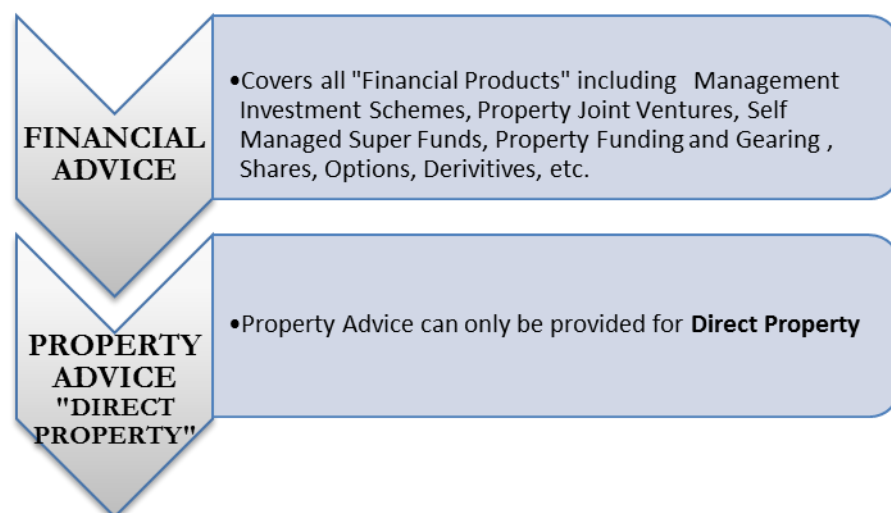 FINANCIAL
ADVICE
•Covers all "Financial Products" including  Management
Investment Schemes, Property Joint Ventures, Self
Managed Super Funds, Property Funding and Gearing ,
Shares, Options, Derivitives, etc.
PROPERTY
ADVICE
"DIRECT
PROPERTY"
•Property Advice can only be provided for Direct Property